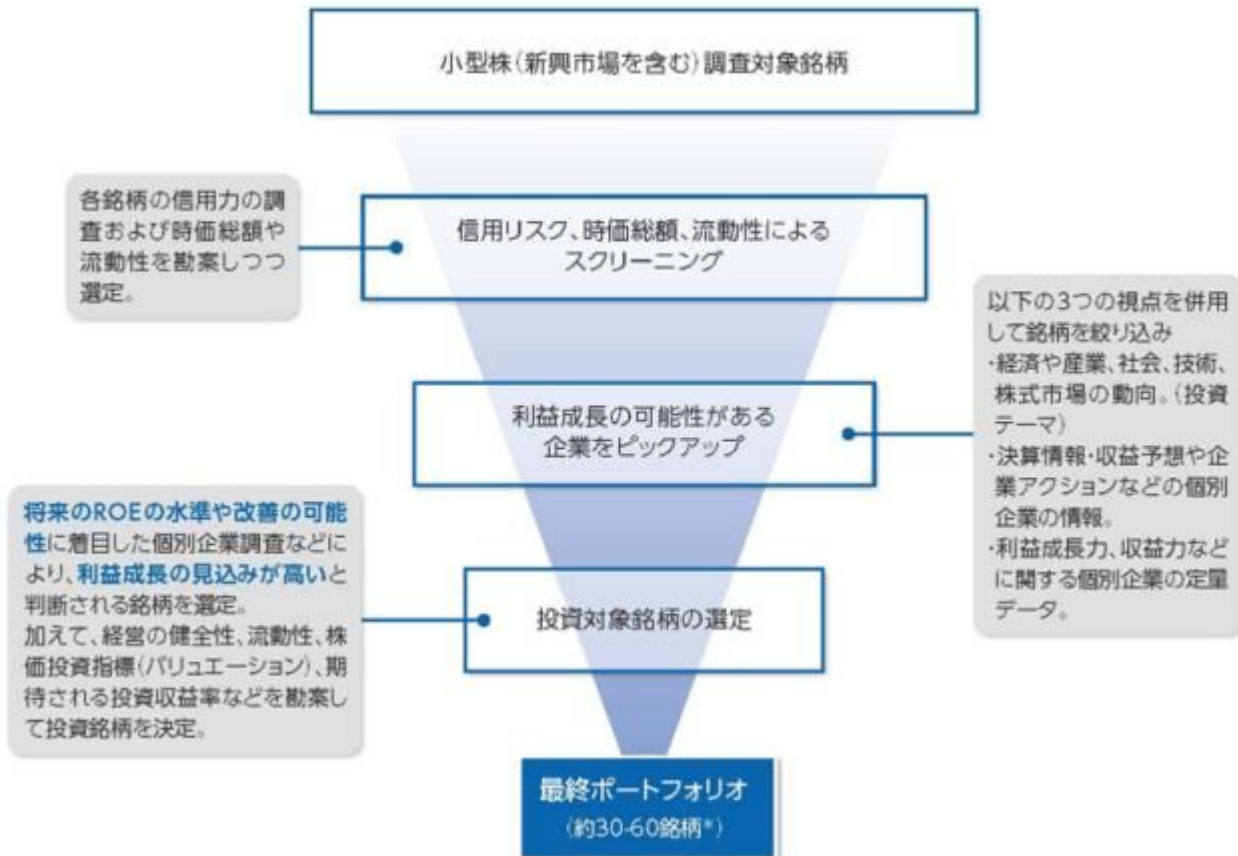 小型株（新興市場を含む）調査対象銘柄
各銘柄の信用力の調
査および時価総額や
流動性を勘案しつつ
選定。
信用リスク、時価総額、流動性による
スクリーニング
以下の3つの視点を併用
して銘柄を絞り込み
・経済や産業、社会、技術、
株式市場の動向。（投資
テーマ）
・決算情報・収益予想や企
業アクションなどの個別
企業の情報。
・利益成長力、収益力など
に関する個別企業の定量
データ。
利益成長の可能性がある
企業をピックアップ
将来のROEの水準や改善の可能
性に着目した個別企業調査などに
より、利益成長の見込みが高いと
判断される銘柄を選定。
加えて、経営の健全性、流動性、株
価投資指標（バリュエーション）、期
待される投資収益率などを勘案し
て投資銘柄を決定。
投資対象銘柄の選定
最終ポートフォリオ
（約30-60銘柄*）